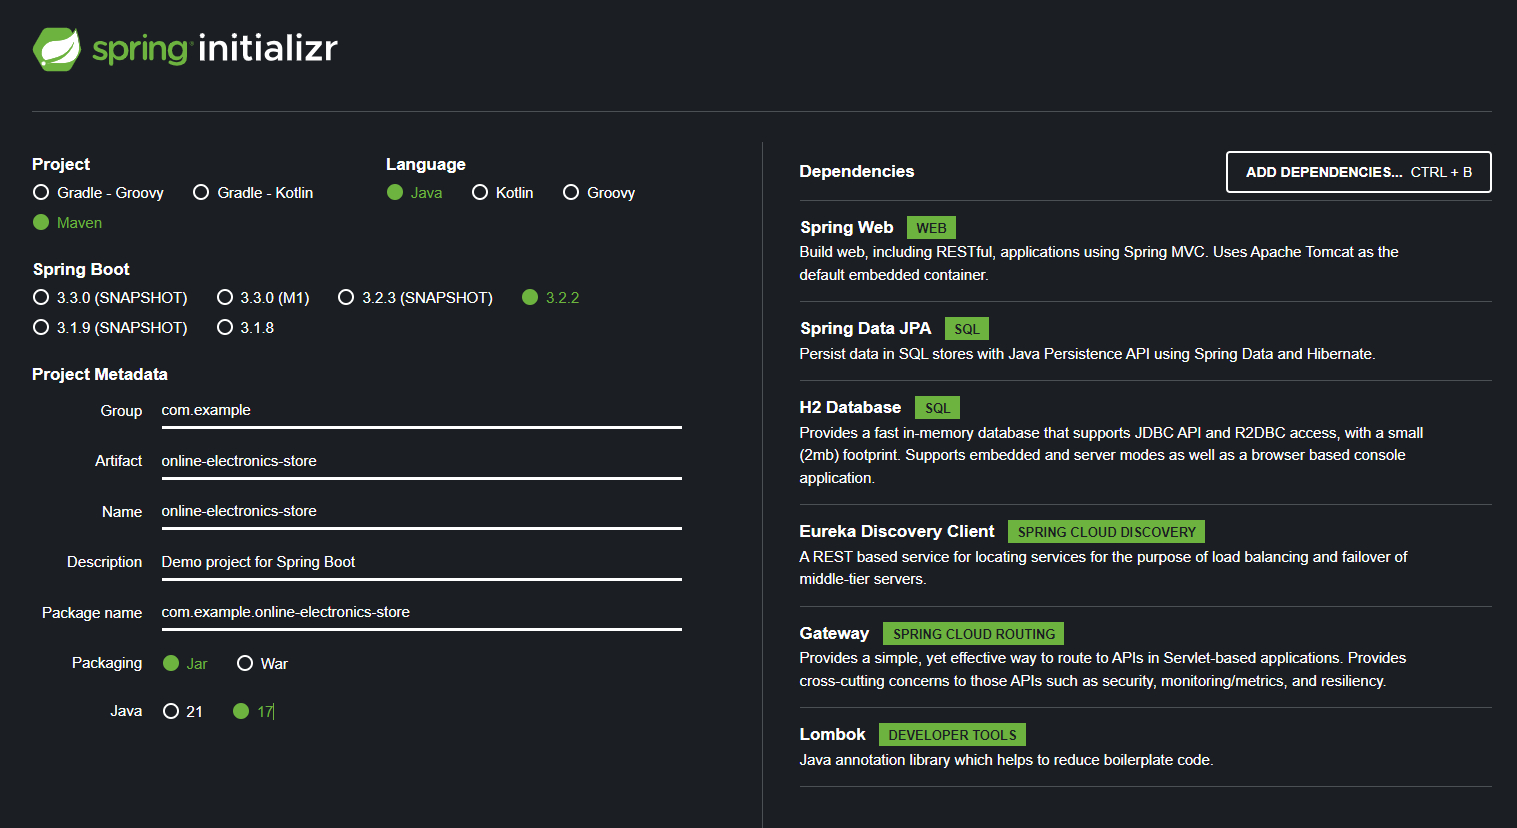 spring initializr
Project
Gradle - Groovy Gradle - Kotlin
Maven
Language
Java Kotlin Groovy
Spring Boot
3.3.0 (SNAPSHOT) 3.3.0 (M1) 3.2.3 (SNAPSHOT) 3.2.2
3.1.9 (SNAPSHOT) 3.1.8
Project Metadata
Group com.example
Artifact online-electronics-store
Name online-electronics-store
Description Demo project for Spring Boot
Package name com.example.online-electronics-store
Packaging Jar War
Java 21 17
Dependencies
ADD DEPENDENCIES... CTRL + B
Spring Web WEB
Build web, including RESTful, applications using Spring MVC. Uses Apache Tomcat as the
default embedded container.
Spring Data JPA SQL
Persist data in SQL stores with Java Persistence API using Spring Data and Hibernate.
H2 Database SQL
Provides a fast in-memory database that supports JDBC API and R2DBC access, with a small
(2mb) footprint. Supports embedded and server modes as well as a browser based console
application.
Eureka Discovery Client SPRING CLOUD DISCOVERY
A REST based service for locating services for the purpose of load balancing and failover of
middle-tier servers.
Gateway SPRING CLOUD ROUTING
Provides a simple, yet effective way to route to APIs in Servlet-based applications. Provides
cross-cutting concerns to those APIs such as security, monitoring/metrics, and resiliency.
Lombok DEVELOPER TOOLS
Java annotation library which helps to reduce boilerplate code.